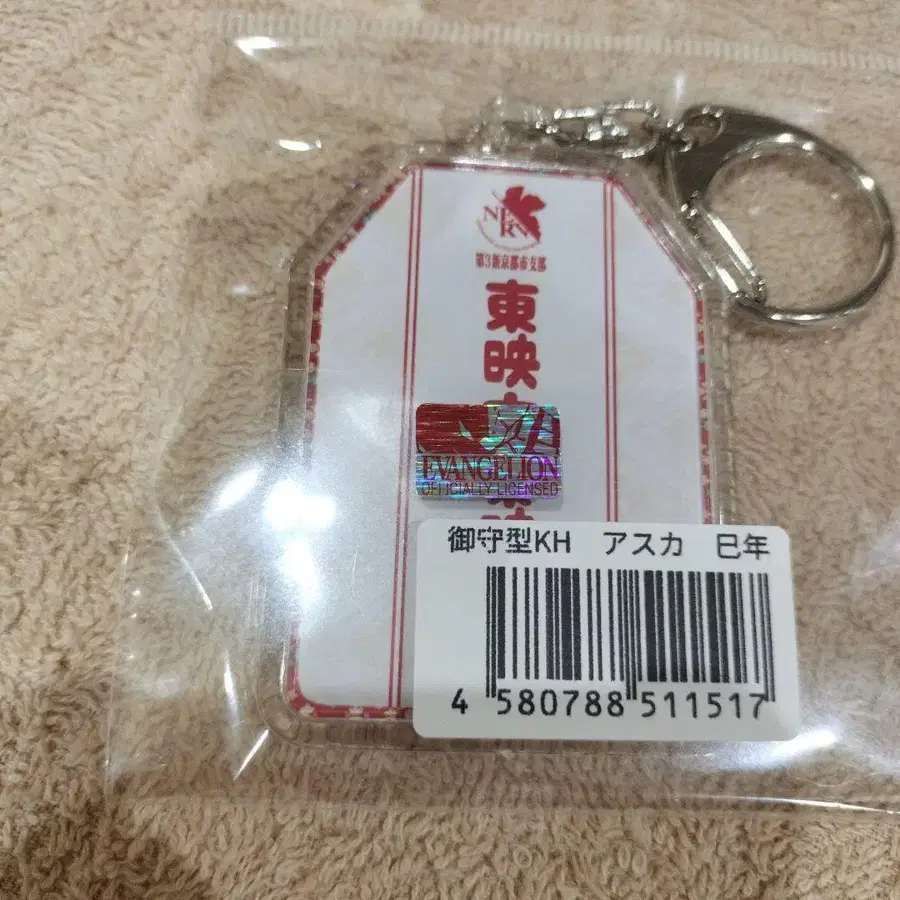 NERV
第3新京都市支部
東映
EVANGELION
OFFICIALLY LICENSED
御守型KH アスカ 巳年
4 580788 511517